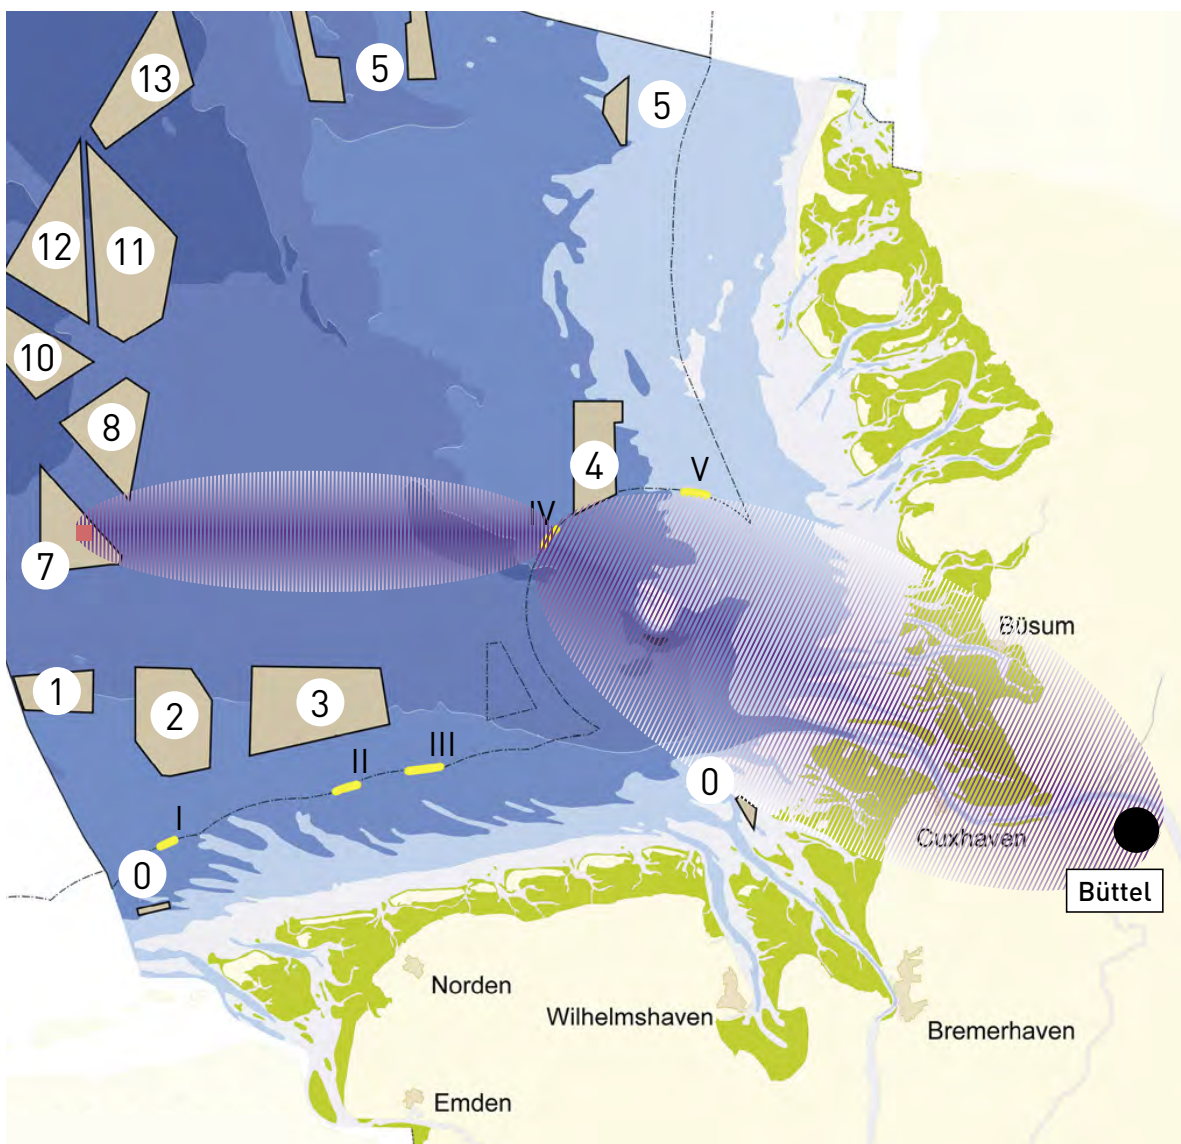 13
5
5
12
11
10
8
4
V
IV
7
Büsum
1
2
3
III
II
0
I
Cuxhaven
0
Büttel
Norden
Wilhelmshaven
Bremerhaven
Emden